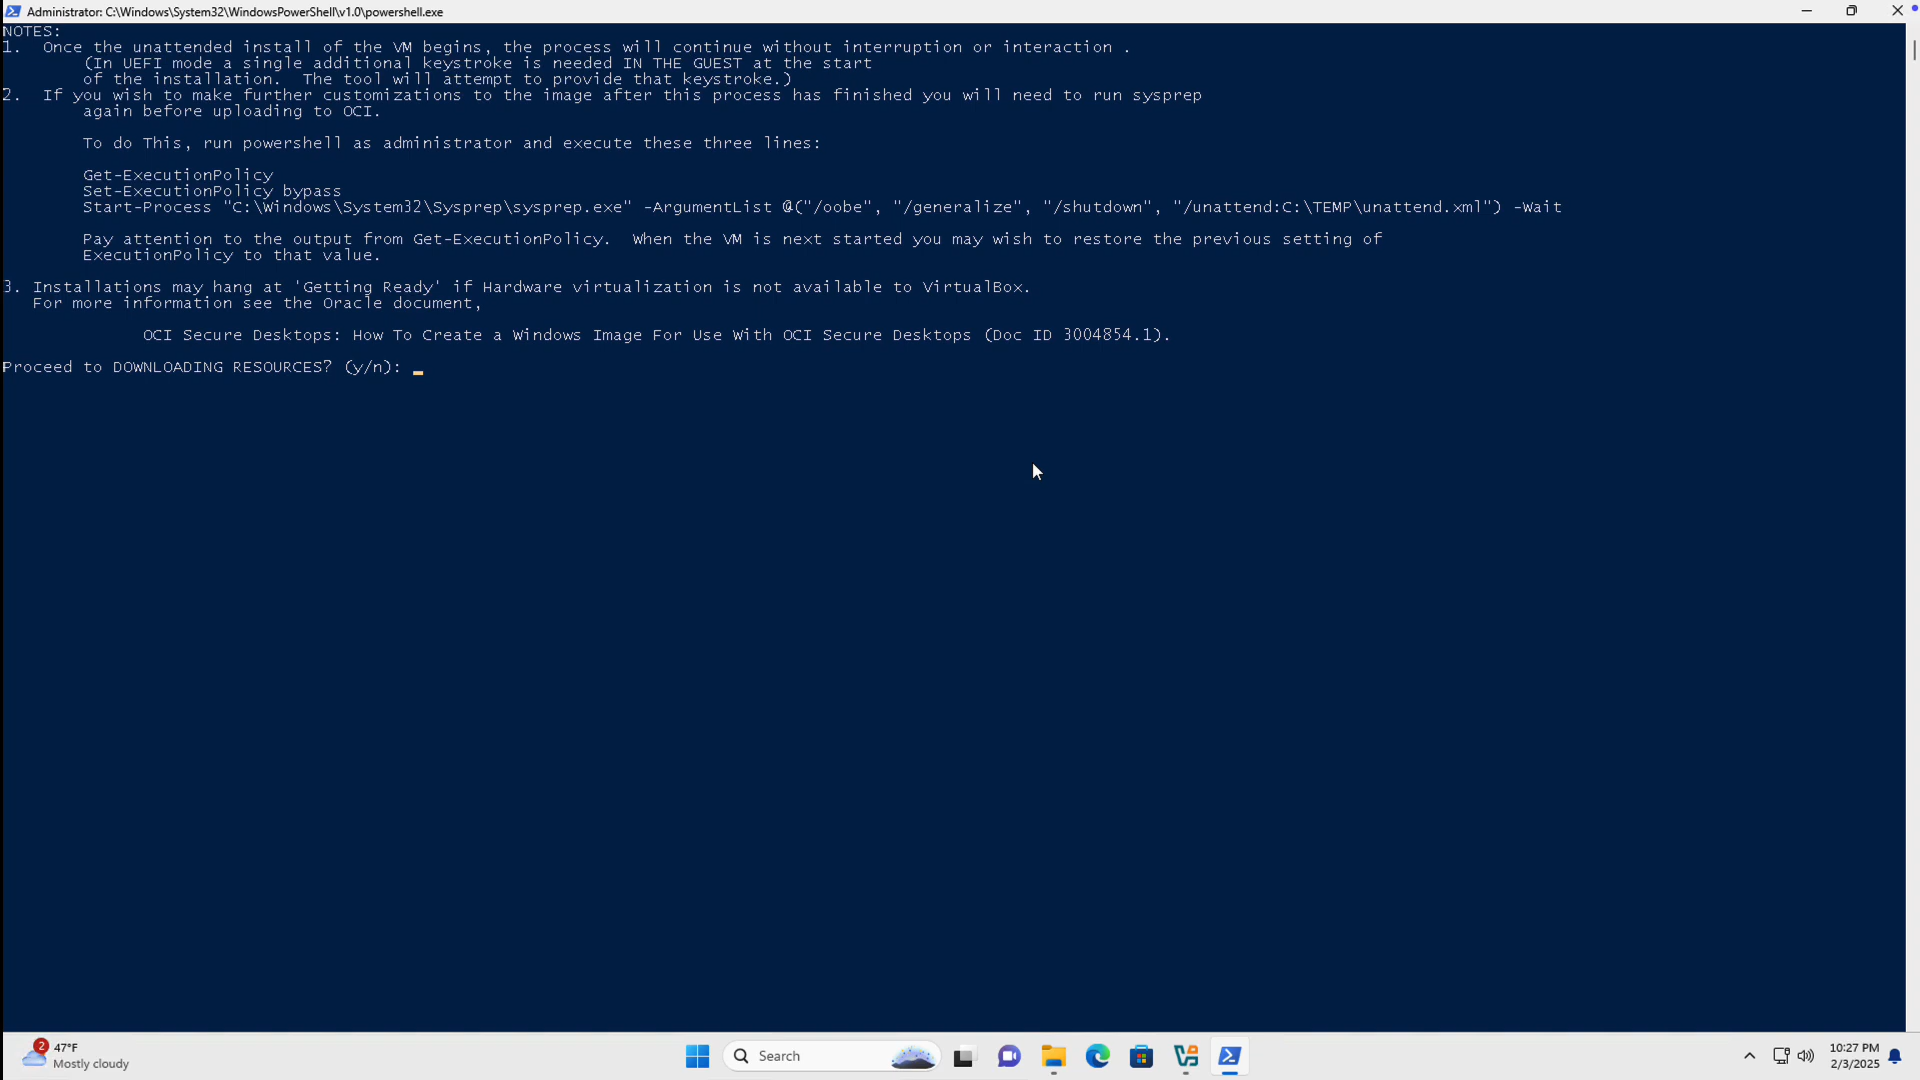 Administrator: C:\Windows\System32\WindowsPowerShell\v1.0\powershell.exe
NOTES:
1.  Once the unattended install of the VM begins, the process will continue without interruption or interaction .
(In UEFI mode a single additional keystroke is needed IN THE GUEST at the start
of the installation.  The tool will attempt to provide that keystroke.)
2.  If you wish to make further customizations to the image after this process has finished you will need to run sysprep
again before uploading to OCI.
To do This, run powershell as administrator and execute these three lines:
Get-ExecutionPolicy
Set-ExecutionPolicy bypass
Start-Process "C:\Windows\System32\Sysprep\sysprep.exe" -ArgumentList @("/oobe", "/generalize", "/shutdown", "/unattend:C:\TEMP\unattend.xml") -Wait
Pay attention to the output from Get-ExecutionPolicy.  When the VM is next started you may wish to restore the previous setting of
ExecutionPolicy to that value.
3. Installations may hang at 'Getting Ready' if Hardware virtualization is not available to VirtualBox.
For more information see the Oracle document,
OCI Secure Desktops: How To Create a Windows Image For Use With OCI Secure Desktops (Doc ID 3004854.1).
Proceed to DOWNLOADING RESOURCES? (y/n):
2
47°F
Mostly cloudy
Search
10:27 PM
2/3/2025